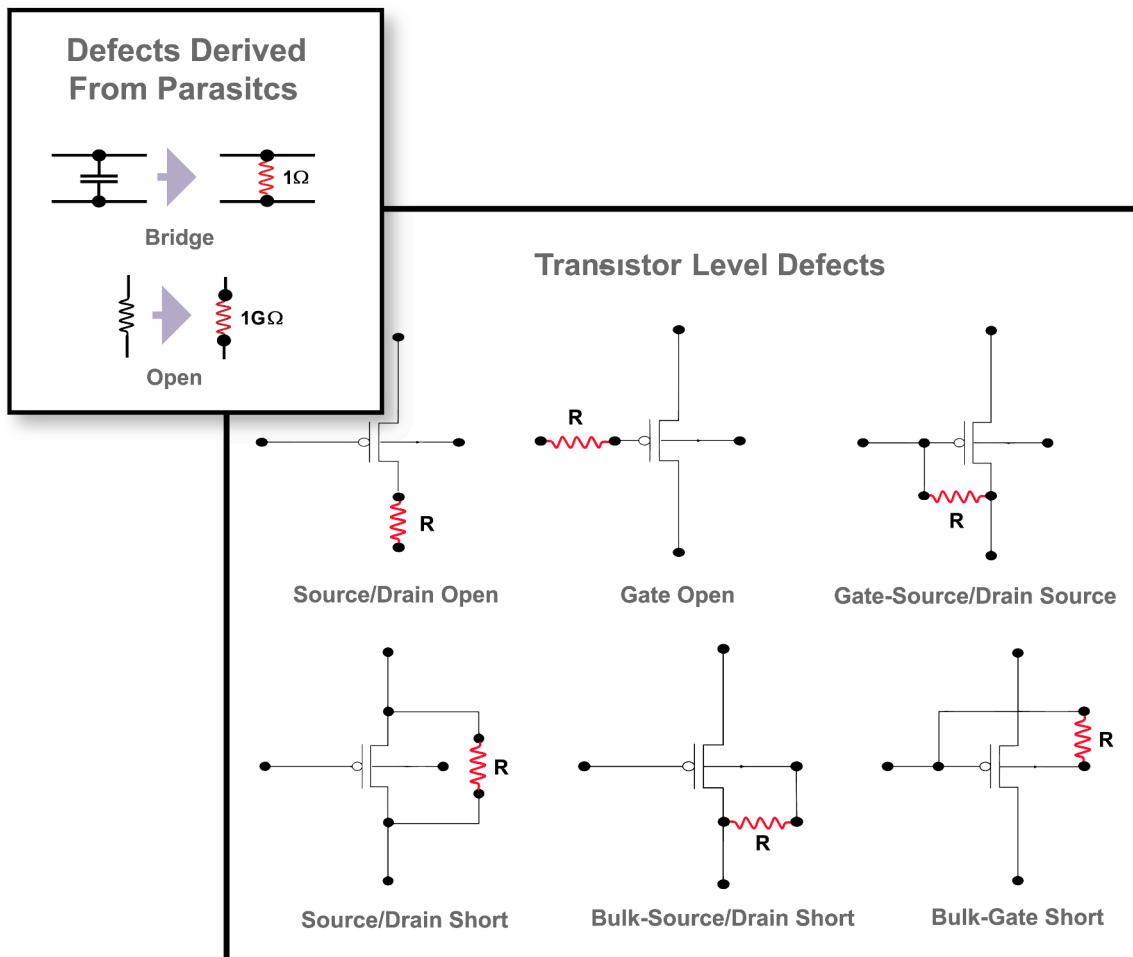 Defects Derived
From Parasitcs
1Ω
Bridge
1GΩ
Open
Transistor Level Defects
R
R
R
Source/Drain Open
Gate Open
Gate-Source/Drain Source
R
R
R
Source/Drain Short
Bulk-Source/Drain Short
Bulk-Gate Short